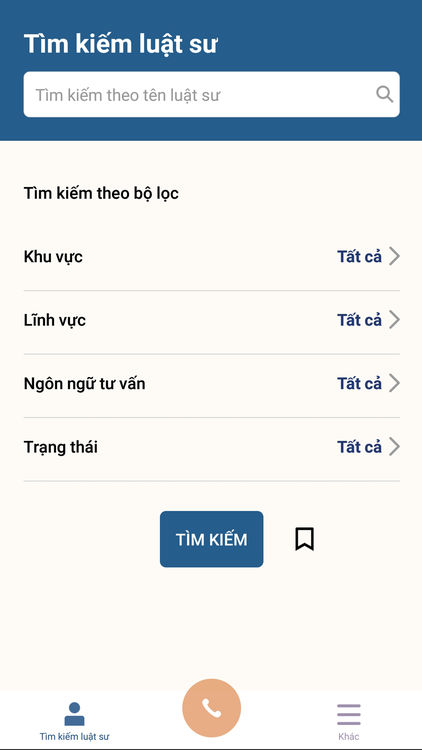 Tìm kiếm luật sư
Tìm kiếm theo tên luật sư
Tìm kiếm theo bộ lọc
Khu vực Tất cả
Lĩnh vực Tất cả
Ngôn ngữ tư vấn Tất cả
Trạng thái Tất cả
TÌM KIẾM
Tìm kiếm luật sư Khác